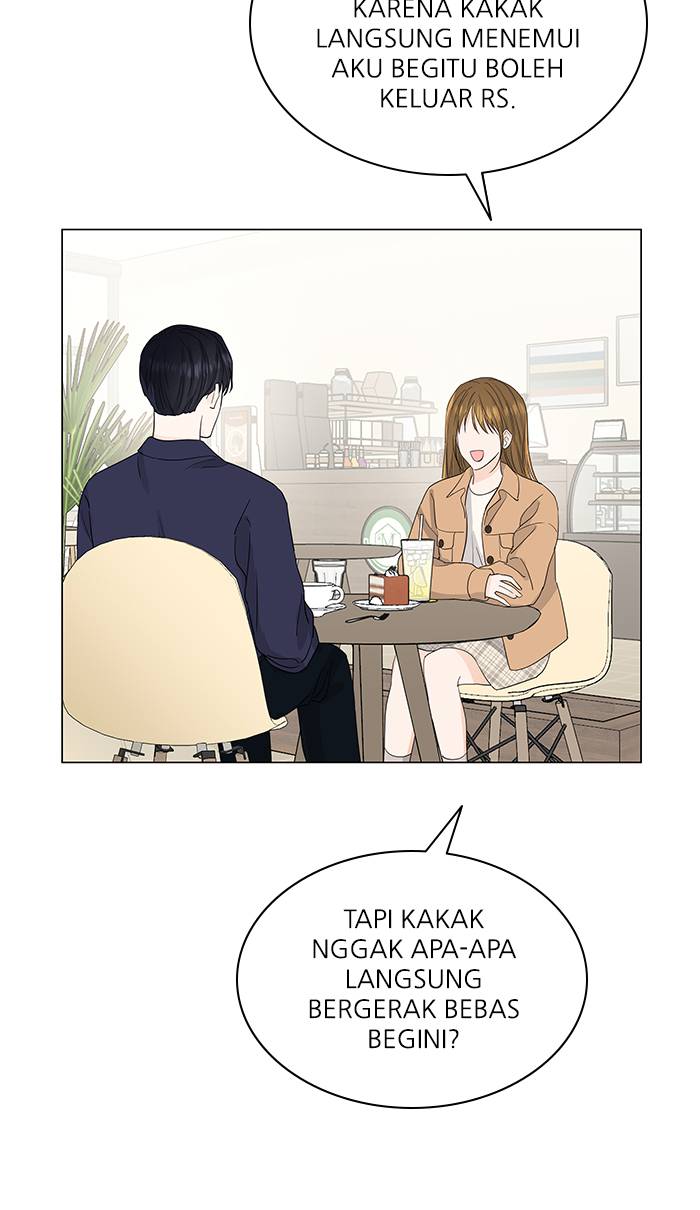 KARENA KAKAK
LANGSUNG MENEMUI
AKU BEGITU BOLEH
KELUAR RS.
TAPI KAKAK
NGGAK APA-APA
LANGSUNG
BERGERAK BEBAS
BEGINI?